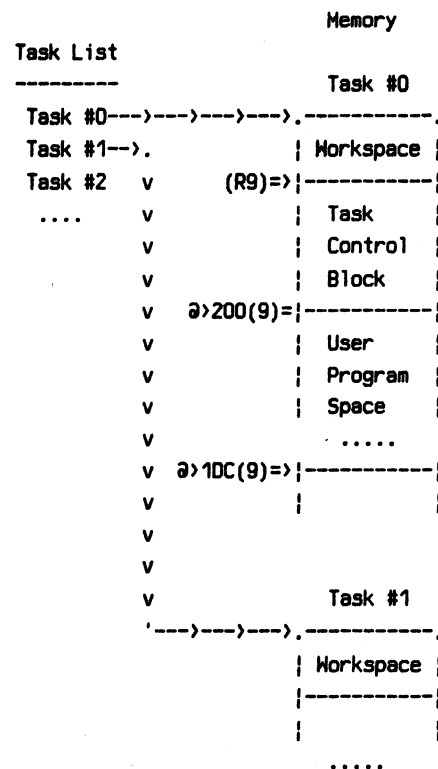 Memory
Task List
--------- Task #0
Task #0--->--->--->--->.-----------.
Task #1-->. ¦ Workspace ¦
Task #2 v (R9)=>¦-----------¦
.... v ¦ Task ¦
v ¦ Control ¦
v ¦ Block ¦
v @>200(9)=¦-----------¦
v ¦ User ¦
v ¦ Program ¦
v ¦ Space ¦
v .....
v @>1DC(9)=>¦-----------¦
v ¦ ¦
v
v
v Task #1
'--->--->--->.-----------.
¦ Workspace ¦
¦-----------¦
¦ ¦
.....